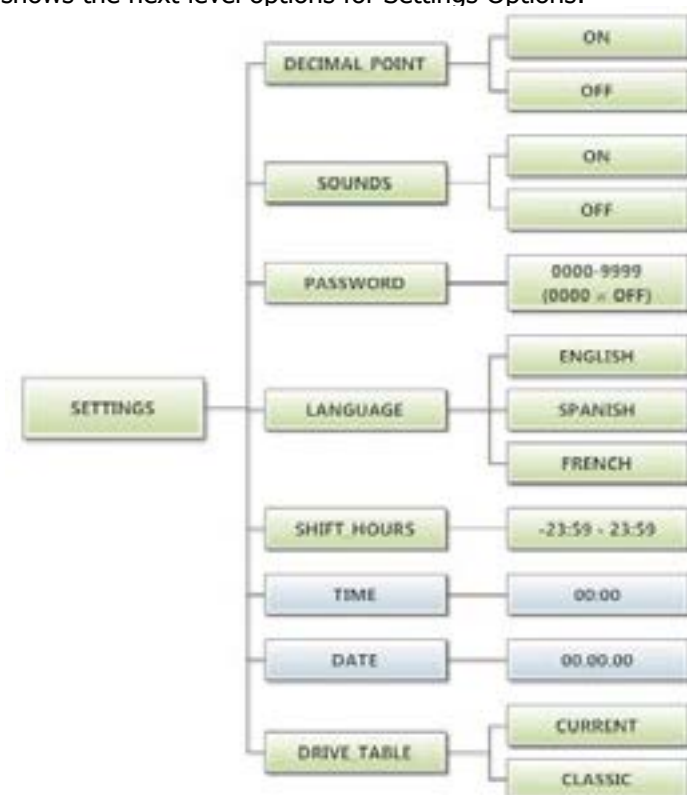 shows the next level options for Settings Options.
SETTINGS
DECIMAL POINT
ON
OFF
SOUNDS
ON
OFF
PASSWORD
0000-9999
(0000 = OFF)
LANGUAGE
ENGLISH
SPANISH
FRENCH
SHIFT HOURS
-23:59 - 23:59
TIME
00:00
DATE
00.00.00
DRIVE TABLE
CURRENT
CLASSIC